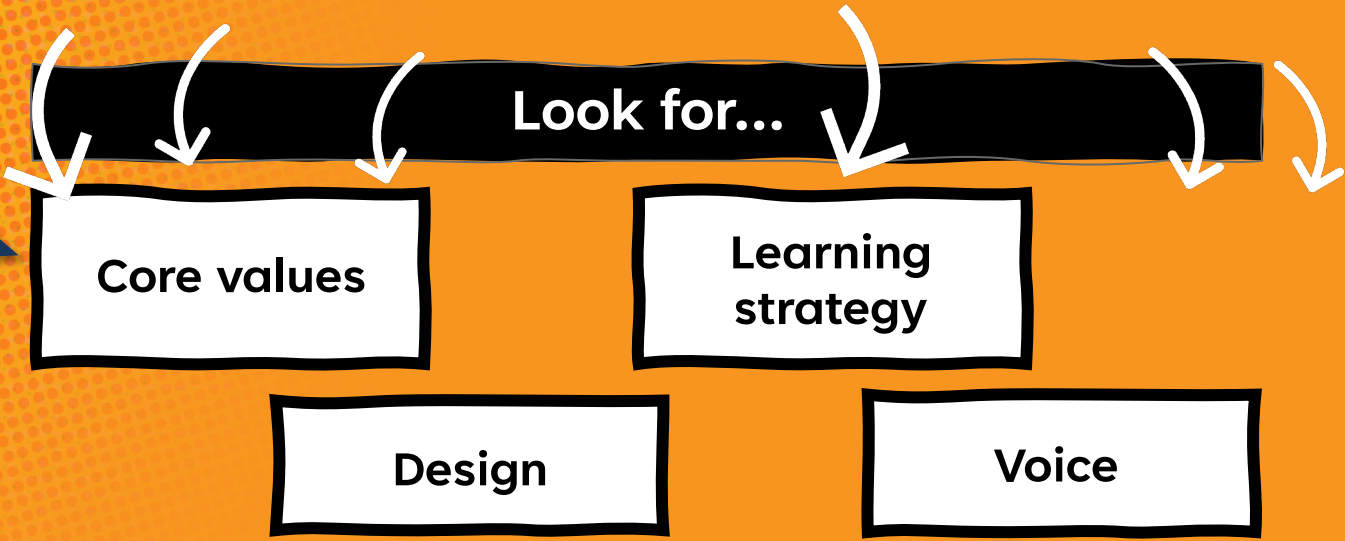 Look for...
Core values
Learning
strategy
Design
Voice